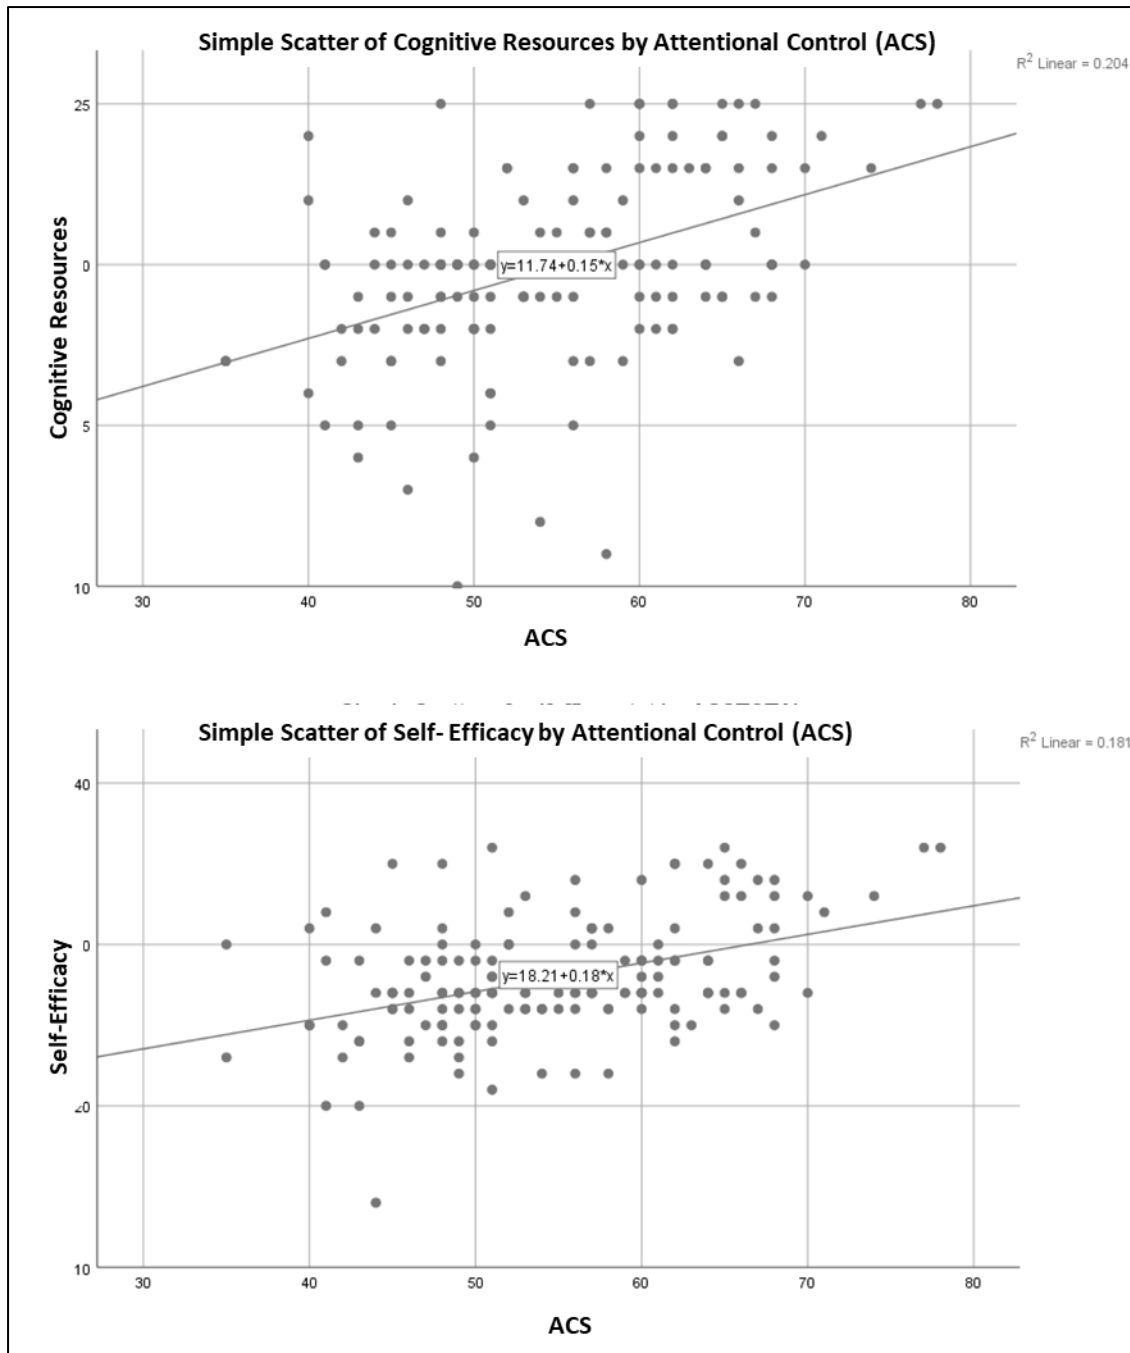 Simple Scatter of Cognitive Resources by Attentional Control (ACS)
R2 Linear = 0.204
25
0
5
10
Cognitive Resources
y=11.74+0.15*x
30 40 50 60 70 80
ACS
Simple Scatter of Self- Efficacy by Attentional Control (ACS)
R2 Linear = 0.181
40
0
20
10
Self-Efficacy
y=18.21+0.18*x
30 40 50 60 70 80
ACS